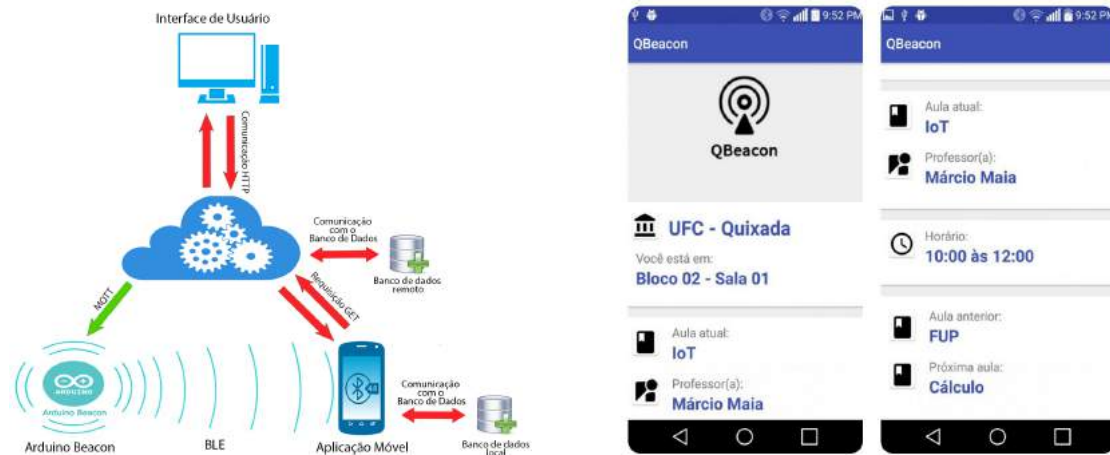 Interface de Usuário
Comunicação HTTP
Comunicação
com o
Banco de Dados
Banco de dados
remoto
MQTT
Requisição GET
ARDUINO
Arduino Beacon
Comunicação
com o
Banco de Dados
Arduino Beacon
BLE
Aplicação Móvel
Banco de dados
local
9:52 PM
QBeacon
QBeacon
UFC - Quixada
Você está em:
Bloco 02 - Sala 01
Aula atual:
IoT
Professor(a):
Márcio Maia
9:52 PM
QBeacon
Aula atual:
IoT
Professor(a):
Márcio Maia
Horário:
10:00 às 12:00
Aula anterior:
FUP
Próxima aula:
Cálculo